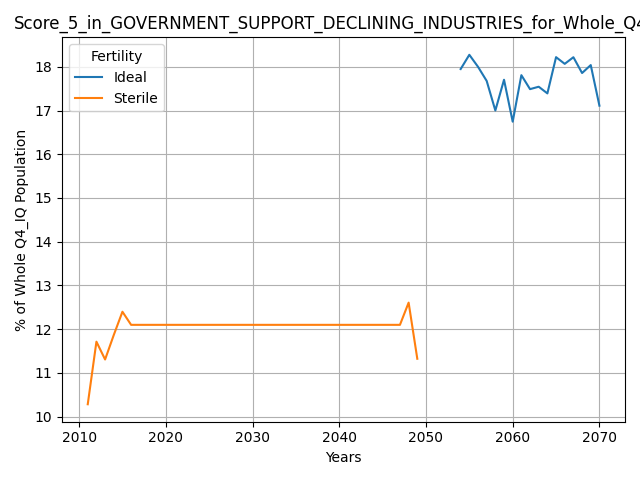 Score_5_in_GOVERNMENT_SUPPORT_DECLINING_INDUSTRIES_for_Whole_Q4
Fertility
Ideal
Sterile
% of Whole Q4_IQ Population
18
17
16
15
14
13
12
11
10
2010 2020 2030 2040 2050 2060 2070
Years